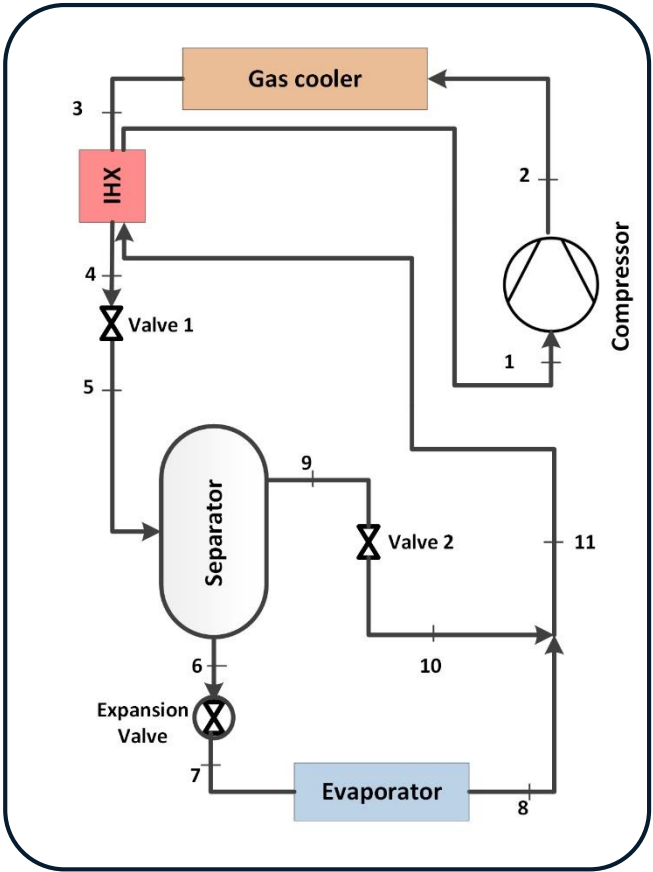 Gas cooler
3
2
IHX
4
Valve 1
Compressor
1
5
9
Separator
Valve 2
11
10
6
Expansion
Valve
7
Evaporator
8